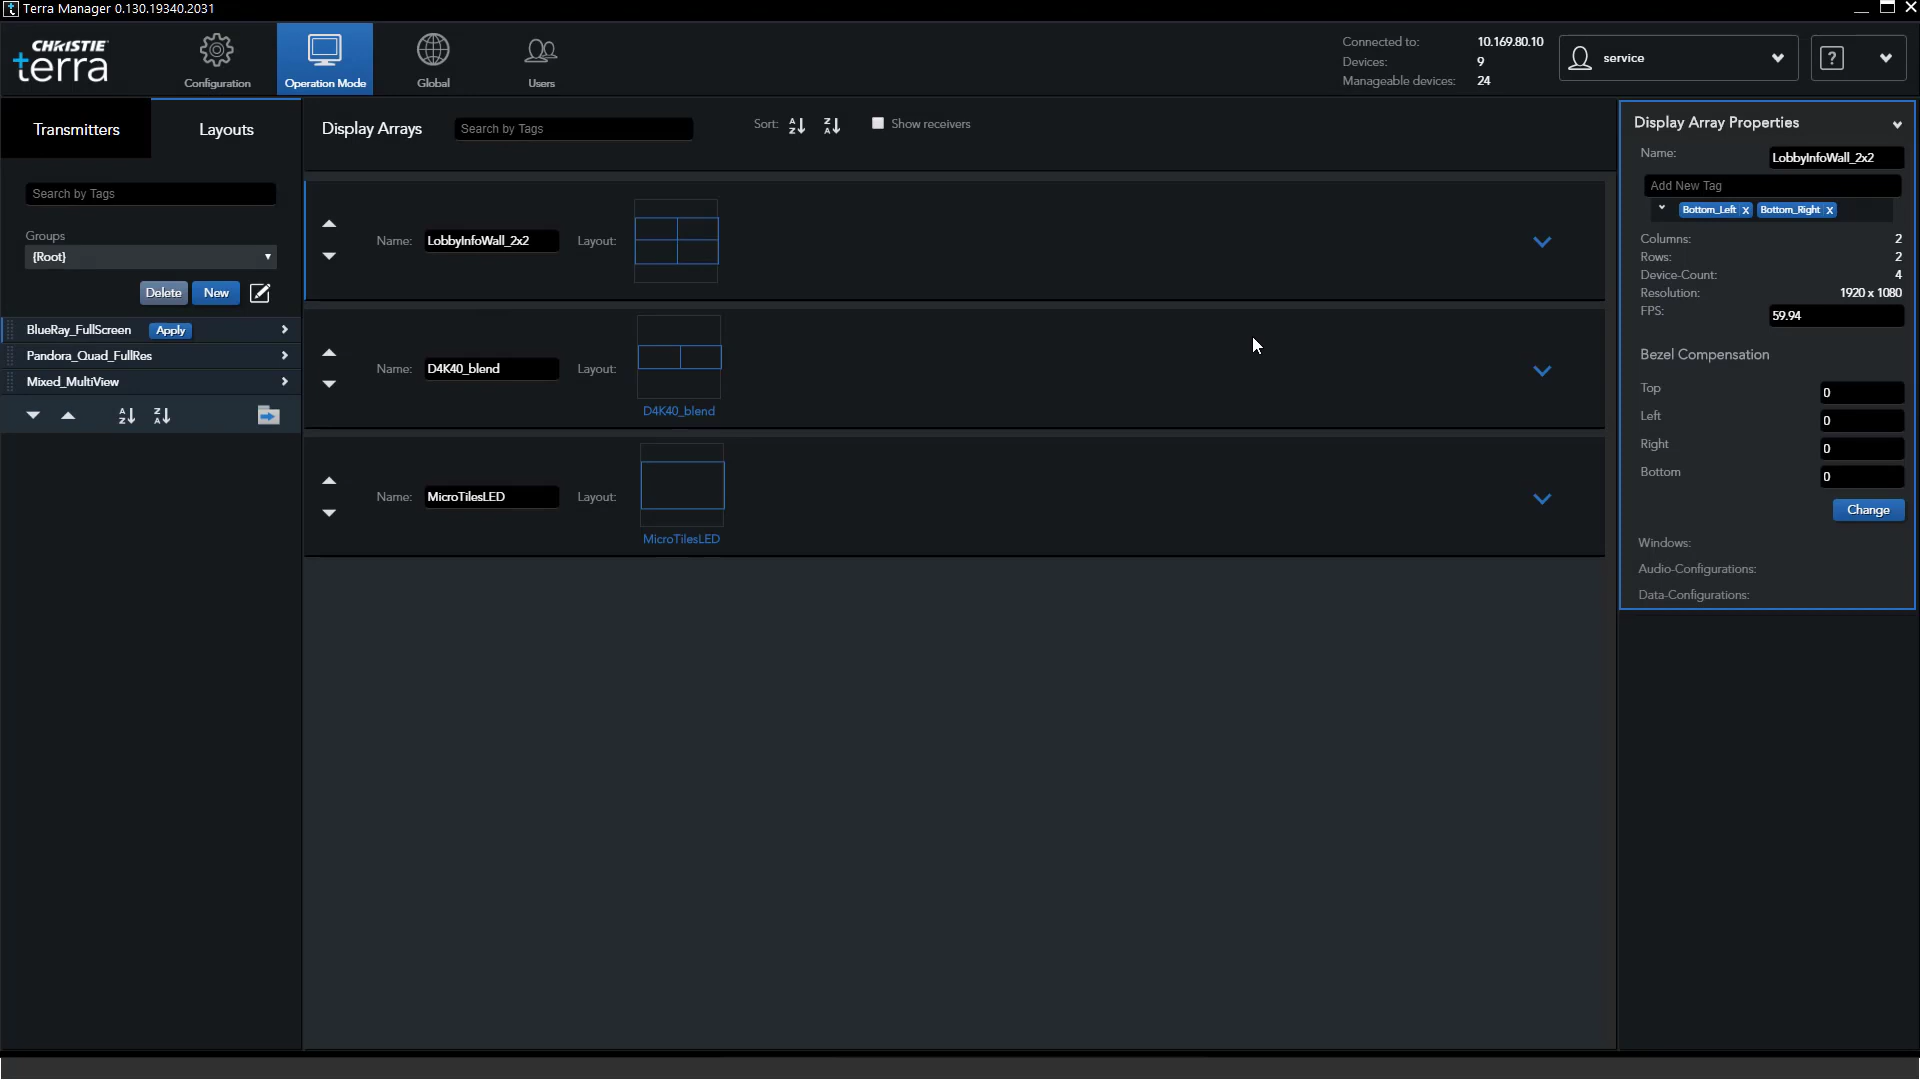 Terra Manager 0.130.19340.2031
CHRISTIE
terra
Configuration
Operation Mode
Global
Users
Connected to: 10.169.80.10
Devices: 9
Manageable devices: 24
service
?
Transmitters
Layouts
Search by Tags
Groups
{Root}
Delete
New
BlueRay_FullScreen
Apply
Pandora_Quad_FullRes
Mixed_MultiView
A Z
Z A
Display Arrays
Search by Tags
Sort:
A Z
Z A
Show receivers
Name: LobbyInfoWall_2x2 Layout:
Name: D4K40_blend Layout:
D4K40_blend
Name: MicroTilesLED Layout:
MicroTilesLED
Display Array Properties
Name: LobbyInfoWall_2x2
Add New Tag
Bottom_Left x Bottom_Right x
Columns: 2
Rows: 2
Device-Count: 4
Resolution: 1920 x 1080
FPS: 59.94
Bezel Compensation
Top 0
Left 0
Right 0
Bottom 0
Change
Windows:
Audio-Configurations:
Data-Configurations: